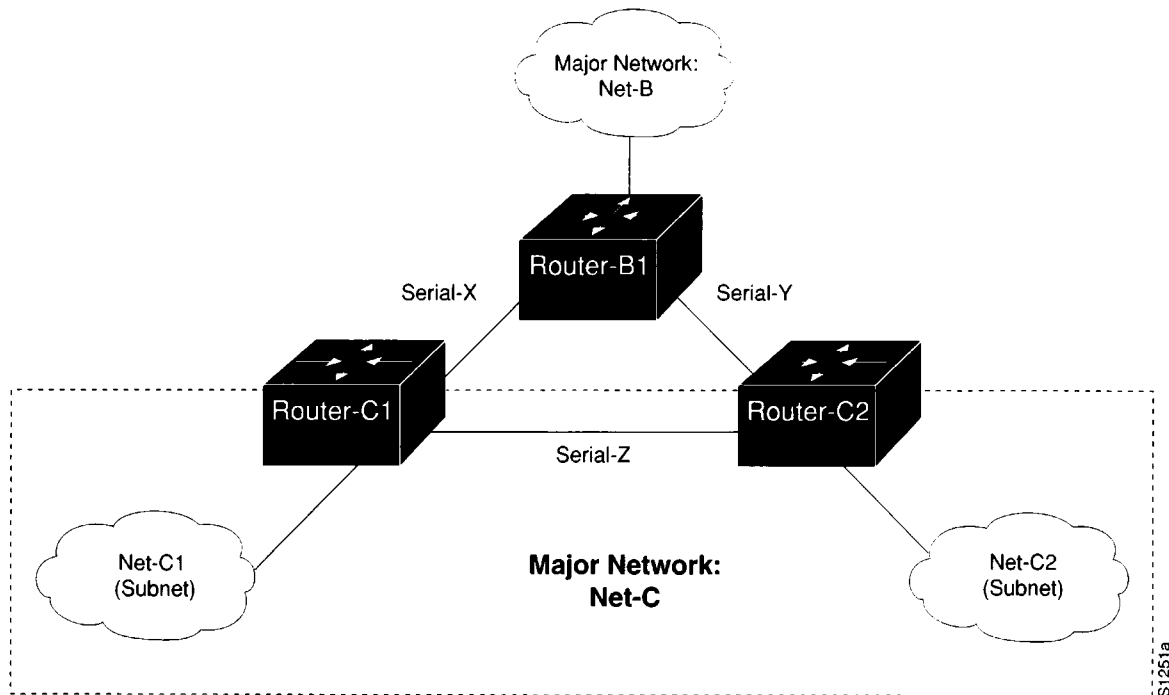 Major Network:
Net-B
Router-B1
Serial-X
Serial-Y
Router-C1
Router-C2
Serial-Z
Net-C1
(Subnet)
Major Network:
Net-C
Net-C2
(Subnet)
S1251a